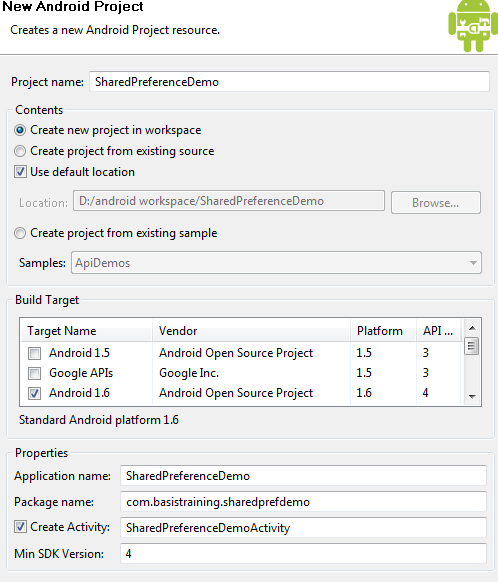 New Android Project
Creates a new Android Project resource.
Project name: SharedPreferenceDemo
Contents
Create new project in workspace
Create project from existing source
Use default location
Location: D:/android workspace/SharedPreferenceDemo Browse...
Create project from existing sample
Samples: ApiDemos
Build Target
Target Name Vendor Platform API ...
Android 1.5 Android Open Source Project 1.5 3
Google APIs Google Inc. 1.5 3
Android 1.6 Android Open Source Project 1.6 4
Standard Android platform 1.6
Properties
Application name: SharedPreferenceDemo
Package name: com.basistraining.sharedprefdemo
Create Activity: SharedPreferenceDemoActivity
Min SDK Version: 4